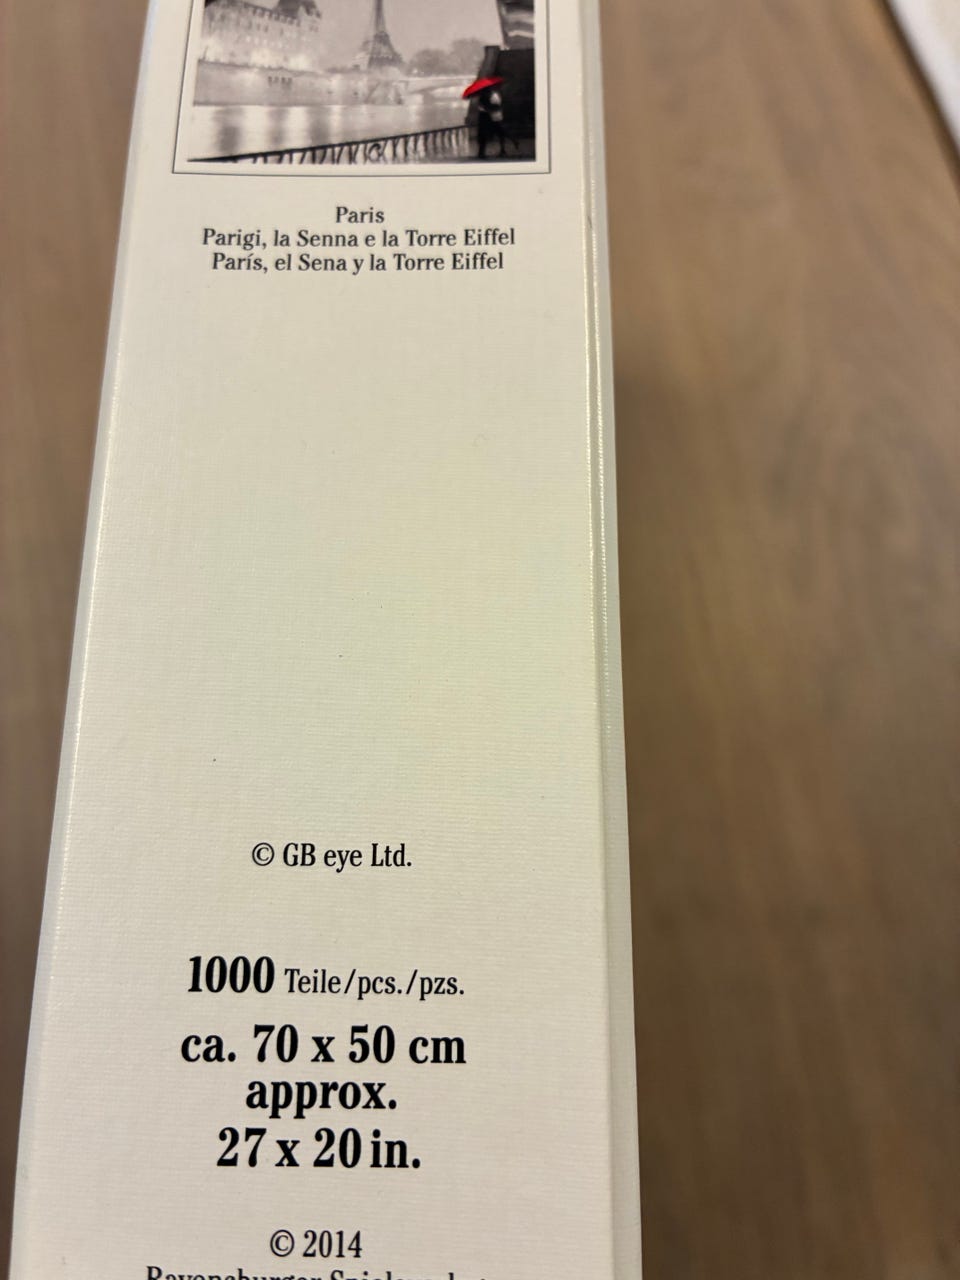 Paris
Parigi, la Senna e la Torre Eiffel
París, el Sena y la Torre Eiffel
© GB eye Ltd.
1000 Teile/pcs./pzs.
ca. 70 x 50 cm
approx.
27 x 20 in.
© 2014
Ravensburger